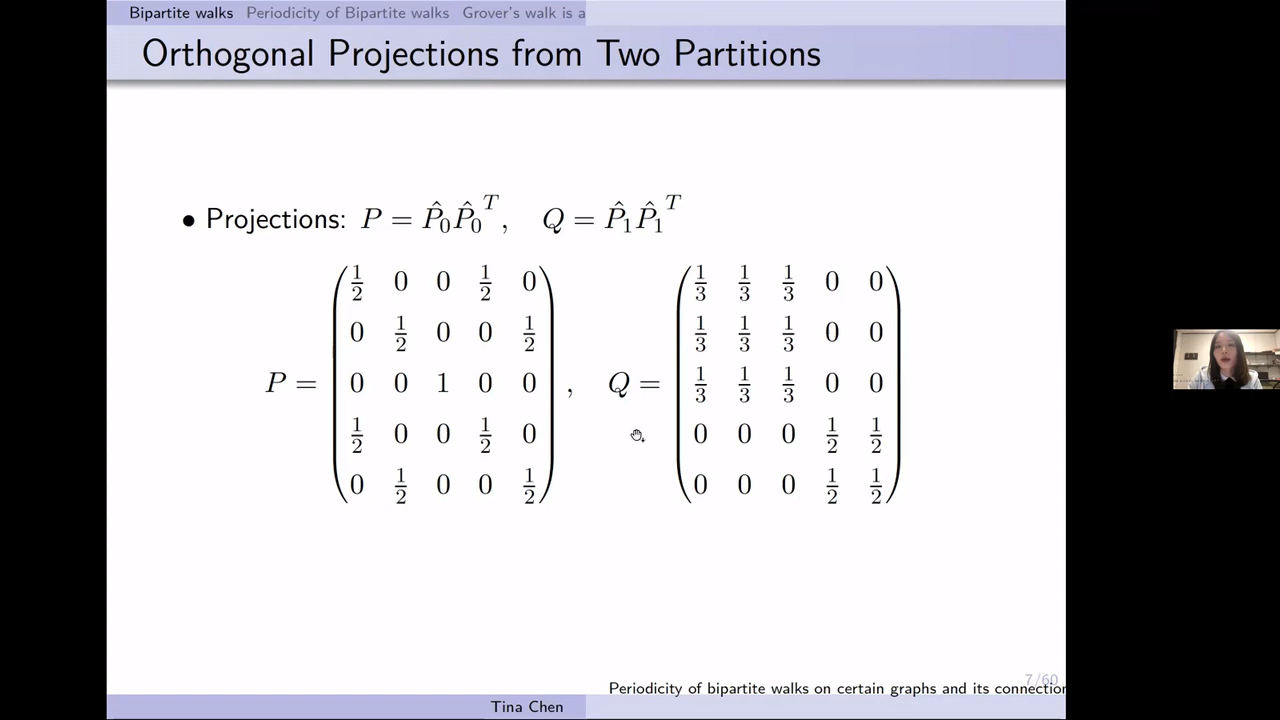 Bipartite walks Periodicity of Bipartite walks Grover's walk is a
Orthogonal Projections from Two Partitions
• Projections: P = P̂₀P̂₀ᵀ, Q = P̂₁P̂₁ᵀ
P = 
1/2 0 0 1/2 0
0 1/2 0 0 1/2
0 0 1 0 0
1/2 0 0 1/2 0
0 1/2 0 0 1/2
, Q =
1/3 1/3 1/3 0 0
1/3 1/3 1/3 0 0
1/3 1/3 1/3 0 0
0 0 0 1/2 1/2
0 0 0 1/2 1/2
7/60
Periodicity of bipartite walks on certain graphs and its connection
Tina Chen